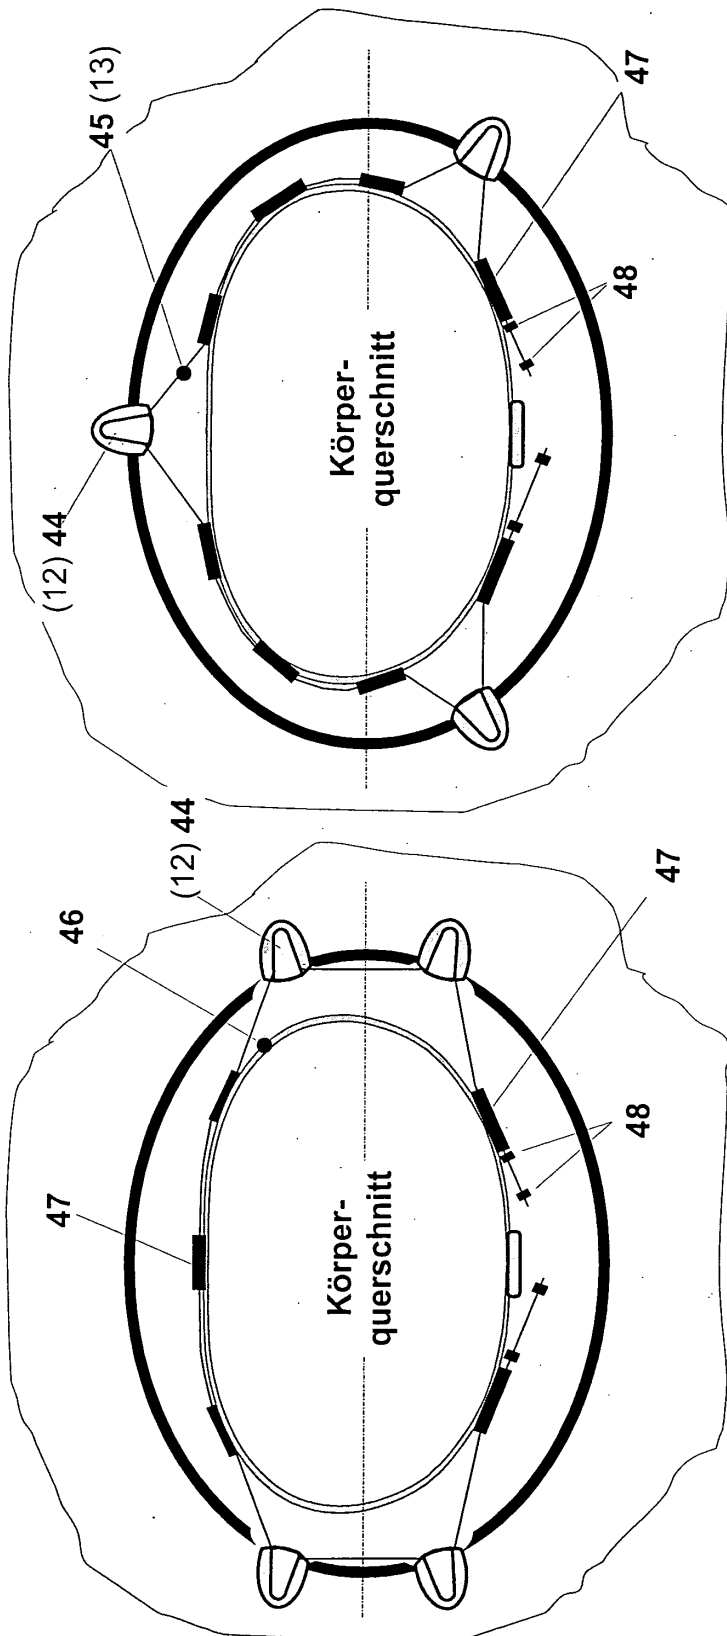 47
46
(12) 44
Körper-
querschnitt
48
47
(12) 44
45 (13)
Körper-
querschnitt
48
47